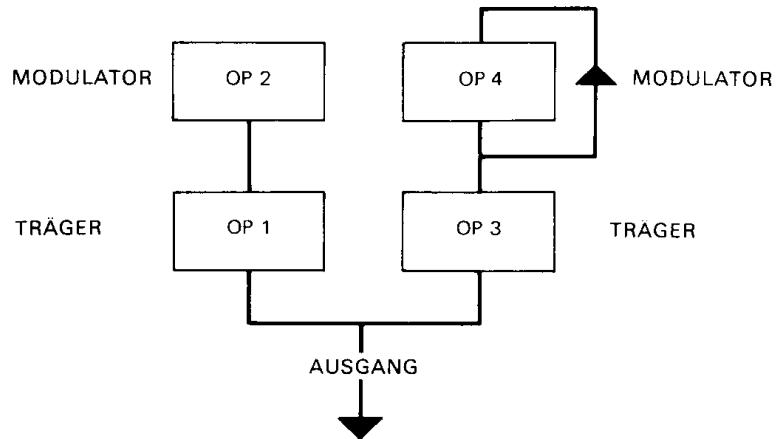 MODULATOR OP 2 OP 4 MODULATOR
TRÄGER OP 1 OP 3 TRÄGER
AUSGANG